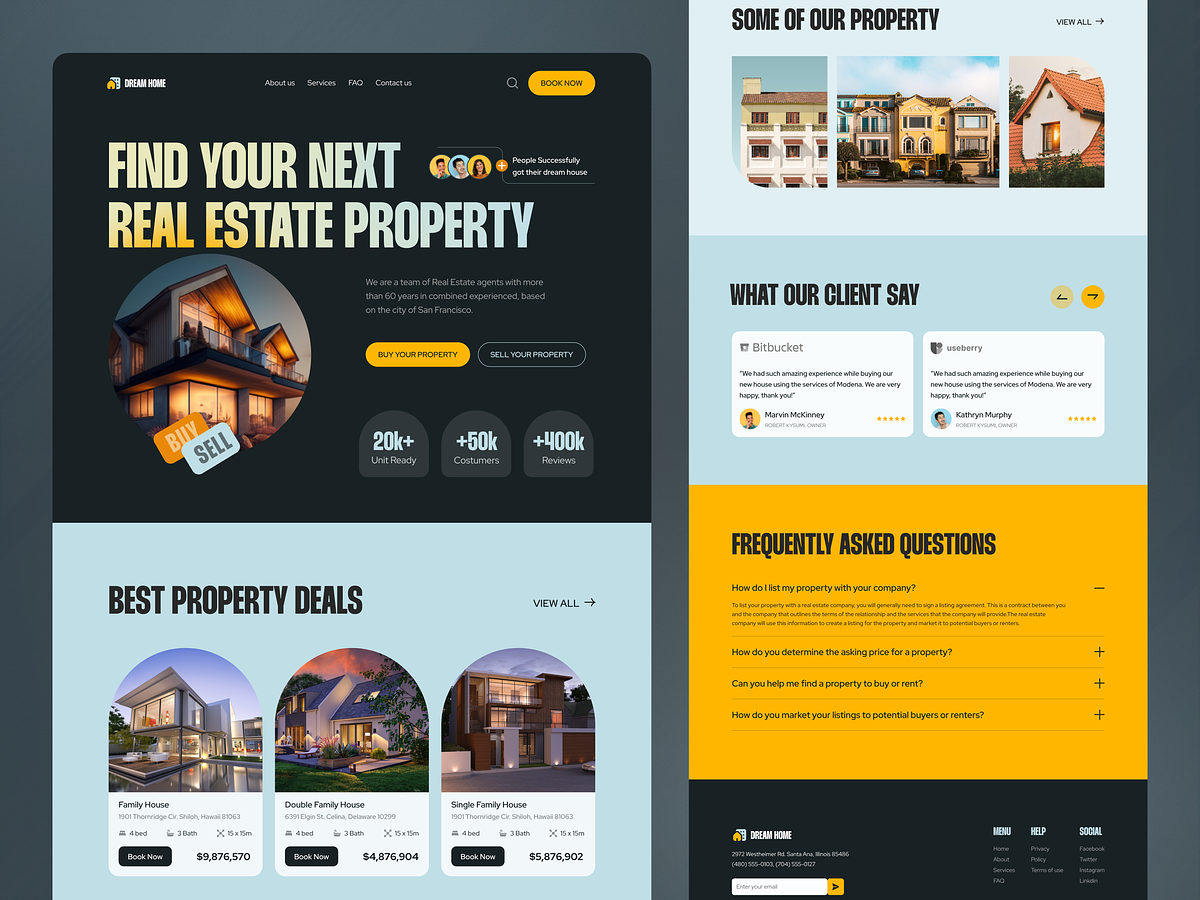 DREAM HOME
About us Services FAQ Contact us
BOOK NOW
FIND YOUR NEXT
REAL ESTATE PROPERTY
People Successfully
got their dream house
We are a team of Real Estate agents with more
than 60 years in combined experienced, based
on the city of San Francisco.
BUY YOUR PROPERTY
SELL YOUR PROPERTY
BUY
SELL
20k+
Unit Ready
+50k
Costumers
+400k
Reviews
BEST PROPERTY DEALS
VIEW ALL
Family House
1901 Thornridge Cir. Shiloh, Hawaii 81063
4 bed 3 Bath 15 x 15m
Book Now $9,876,570
Double Family House
6391 Elgin St. Celina, Delaware 10299
4 bed 3 Bath 15 x 15m
Book Now $4,876,904
Single Family House
1901 Thornridge Cir. Shiloh, Hawaii 81063
4 bed 3 Bath 15 x 15m
Book Now $5,876,902
SOME OF OUR PROPERTY
VIEW ALL
WHAT OUR CLIENT SAY
Bitbucket
"We had such amazing experience while buying our
new house using the services of Modena. We are very
happy, thank you!"
Marvin McKinney
ROBERT KYSUMI, OWNER
useberry
"We had such amazing experience while buying our
new house using the services of Modena. We are very
happy, thank you!"
Kathryn Murphy
ROBERT KYSUMI, OWNER
FREQUENTLY ASKED QUESTIONS
How do I list my property with your company?
To list your property with a real estate company, you will generally need to sign a listing agreement. This is a contract between you
and the company that outlines the terms of the relationship and the services that the company will provide.The real estate
company will use this information to create a listing for the property and market it to potential buyers or renters.
How do you determine the asking price for a property?
Can you help me find a property to buy or rent?
How do you market your listings to potential buyers or renters?
DREAM HOME
2972 Westheimer Rd. Santa Ana, Illinois 85486
(480) 555-0103, (704) 555-0127
Enter your email
MENU
Home
About
Services
FAQ
HELP
Privacy
Policy
Terms of use
SOCIAL
Facebook
Twitter
Instagram
Linkdin